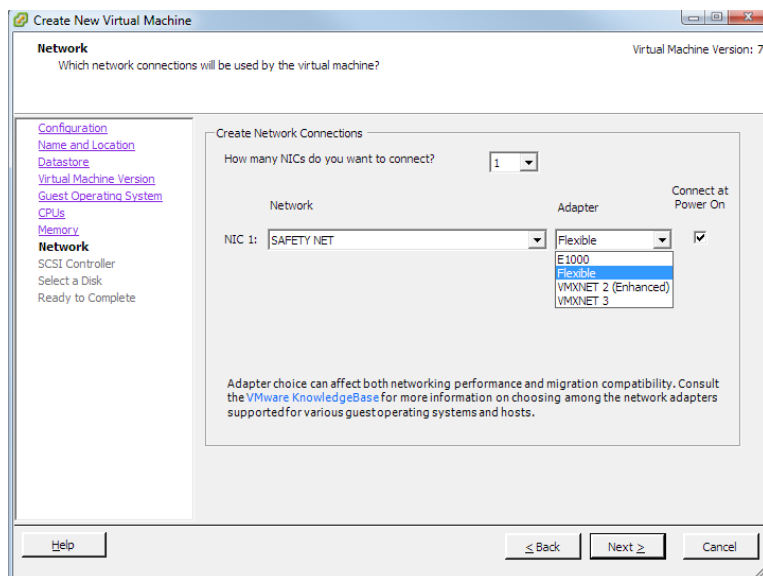 Create New Virtual Machine
Network
Which network connections will be used by the virtual machine?
Virtual Machine Version: 7
Configuration
Name and Location
Datastore
Virtual Machine Version
Guest Operating System
CPUs
Memory
Network
SCSI Controller
Select a Disk
Ready to Complete
Create Network Connections
How many NICs do you want to connect?
1
Network
Adapter
Connect at
Power On
NIC 1:
SAFETY NET
Flexible
E1000
Flexible
VMXNET 2 (Enhanced)
VMXNET 3
Adapter choice can affect both networking performance and migration compatibility. Consult
the VMware KnowledgeBase for more information on choosing among the network adapters
supported for various guest operating systems and hosts.
Help
< Back
Next >
Cancel